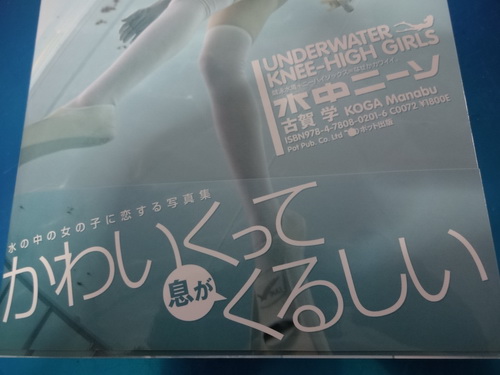 UNDERWATER
KNEE-HIGH GIRLS
水中ニーソ
古賀 学 KOGA Manabu
ISBN978-4-7808-0201-6 C0072 ¥1800E
Pot Pub. Co. Ltd ポット出版
水の中の女の子に恋する写真集
かわいくって
息が
くるしい